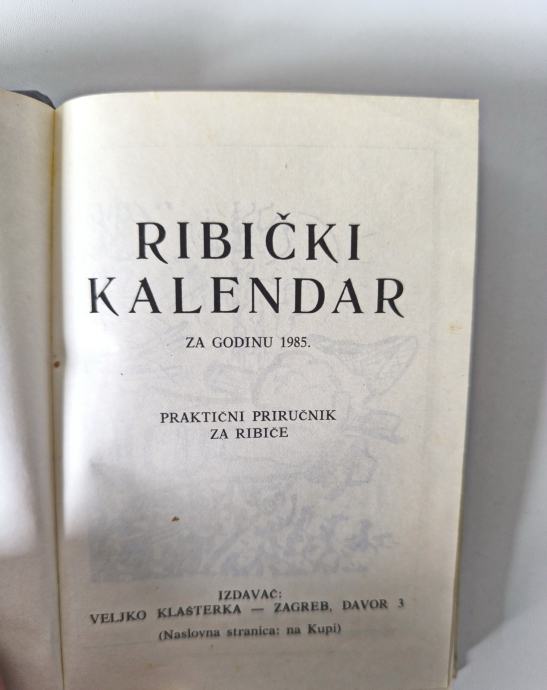 RIBIČKI
KALENDAR
ZA GODINU 1985.
PRAKTIČNI PRIRUČNIK
ZA RIBIČE
IZDAVAČ:
VELJKO KLAŠTERKA — ZAGREB, DAVOR 3
(Naslovna stranica: na Kupi)